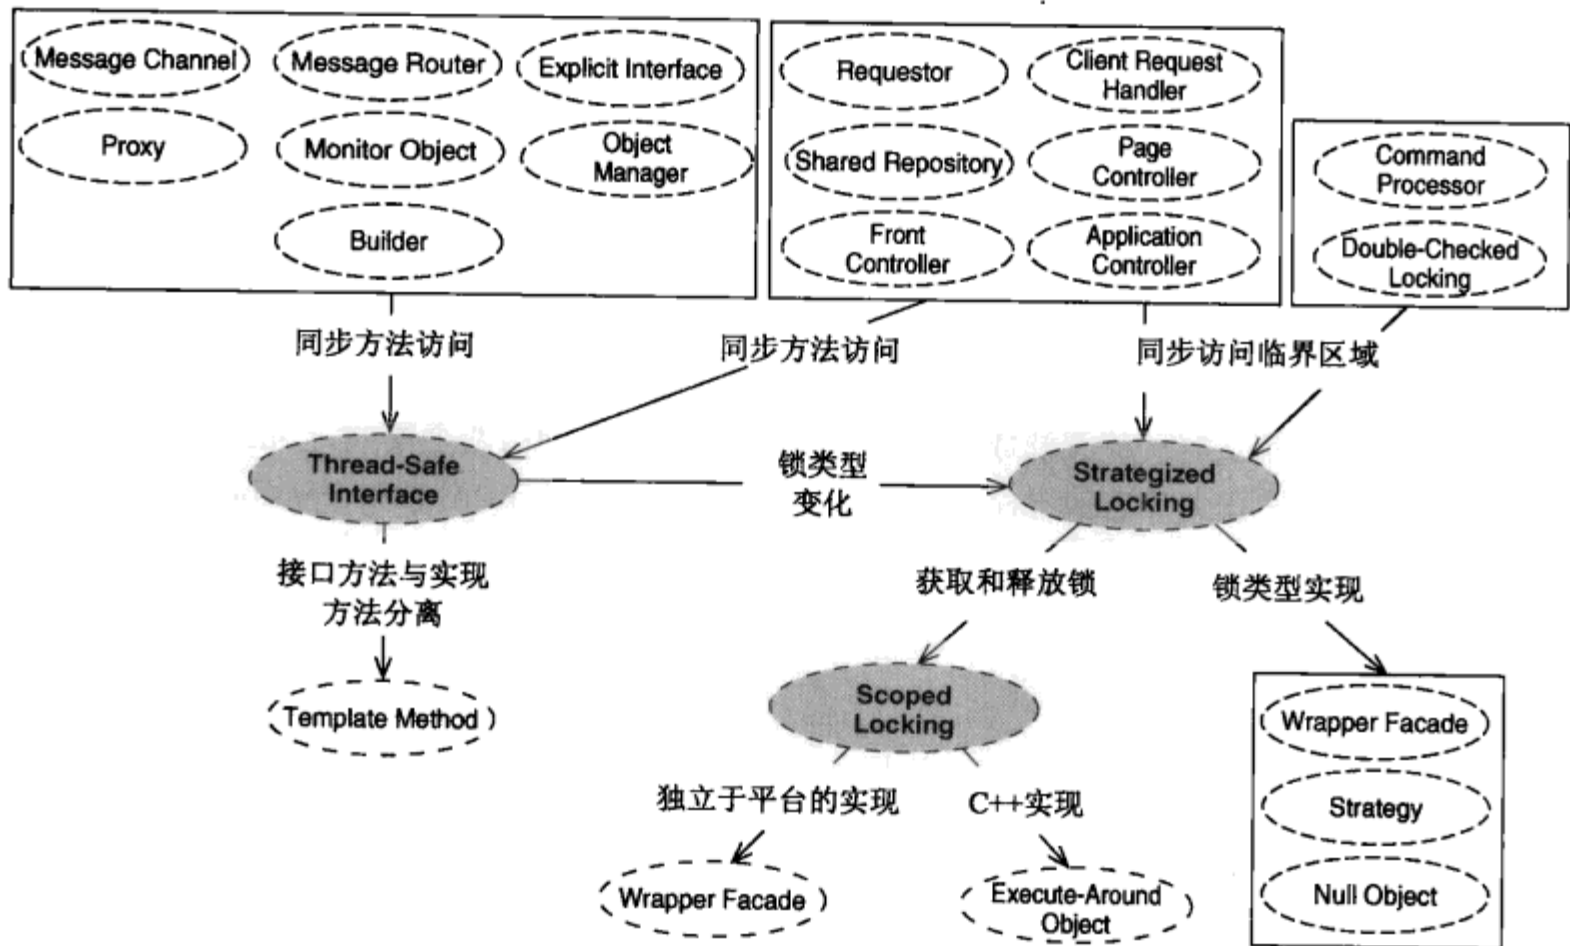 Message Channel
Message Router
Explicit Interface
Proxy
Monitor Object
Object
Manager
Builder
Requestor
Client Request
Handler
Shared Repository
Page
Controller
Front
Controller
Application
Controller
Command
Processor
Double-Checked
Locking
同步方法访问
同步方法访问
同步访问临界区域
Thread-Safe
Interface
锁类型
变化
Strategized
Locking
接口方法与实现
方法分离
获取和释放锁
锁类型实现
Template Method
Scoped
Locking
独立于平台的实现
C++实现
Wrapper Facade
Execute-Around
Object
Wrapper Facade
Strategy
Null Object